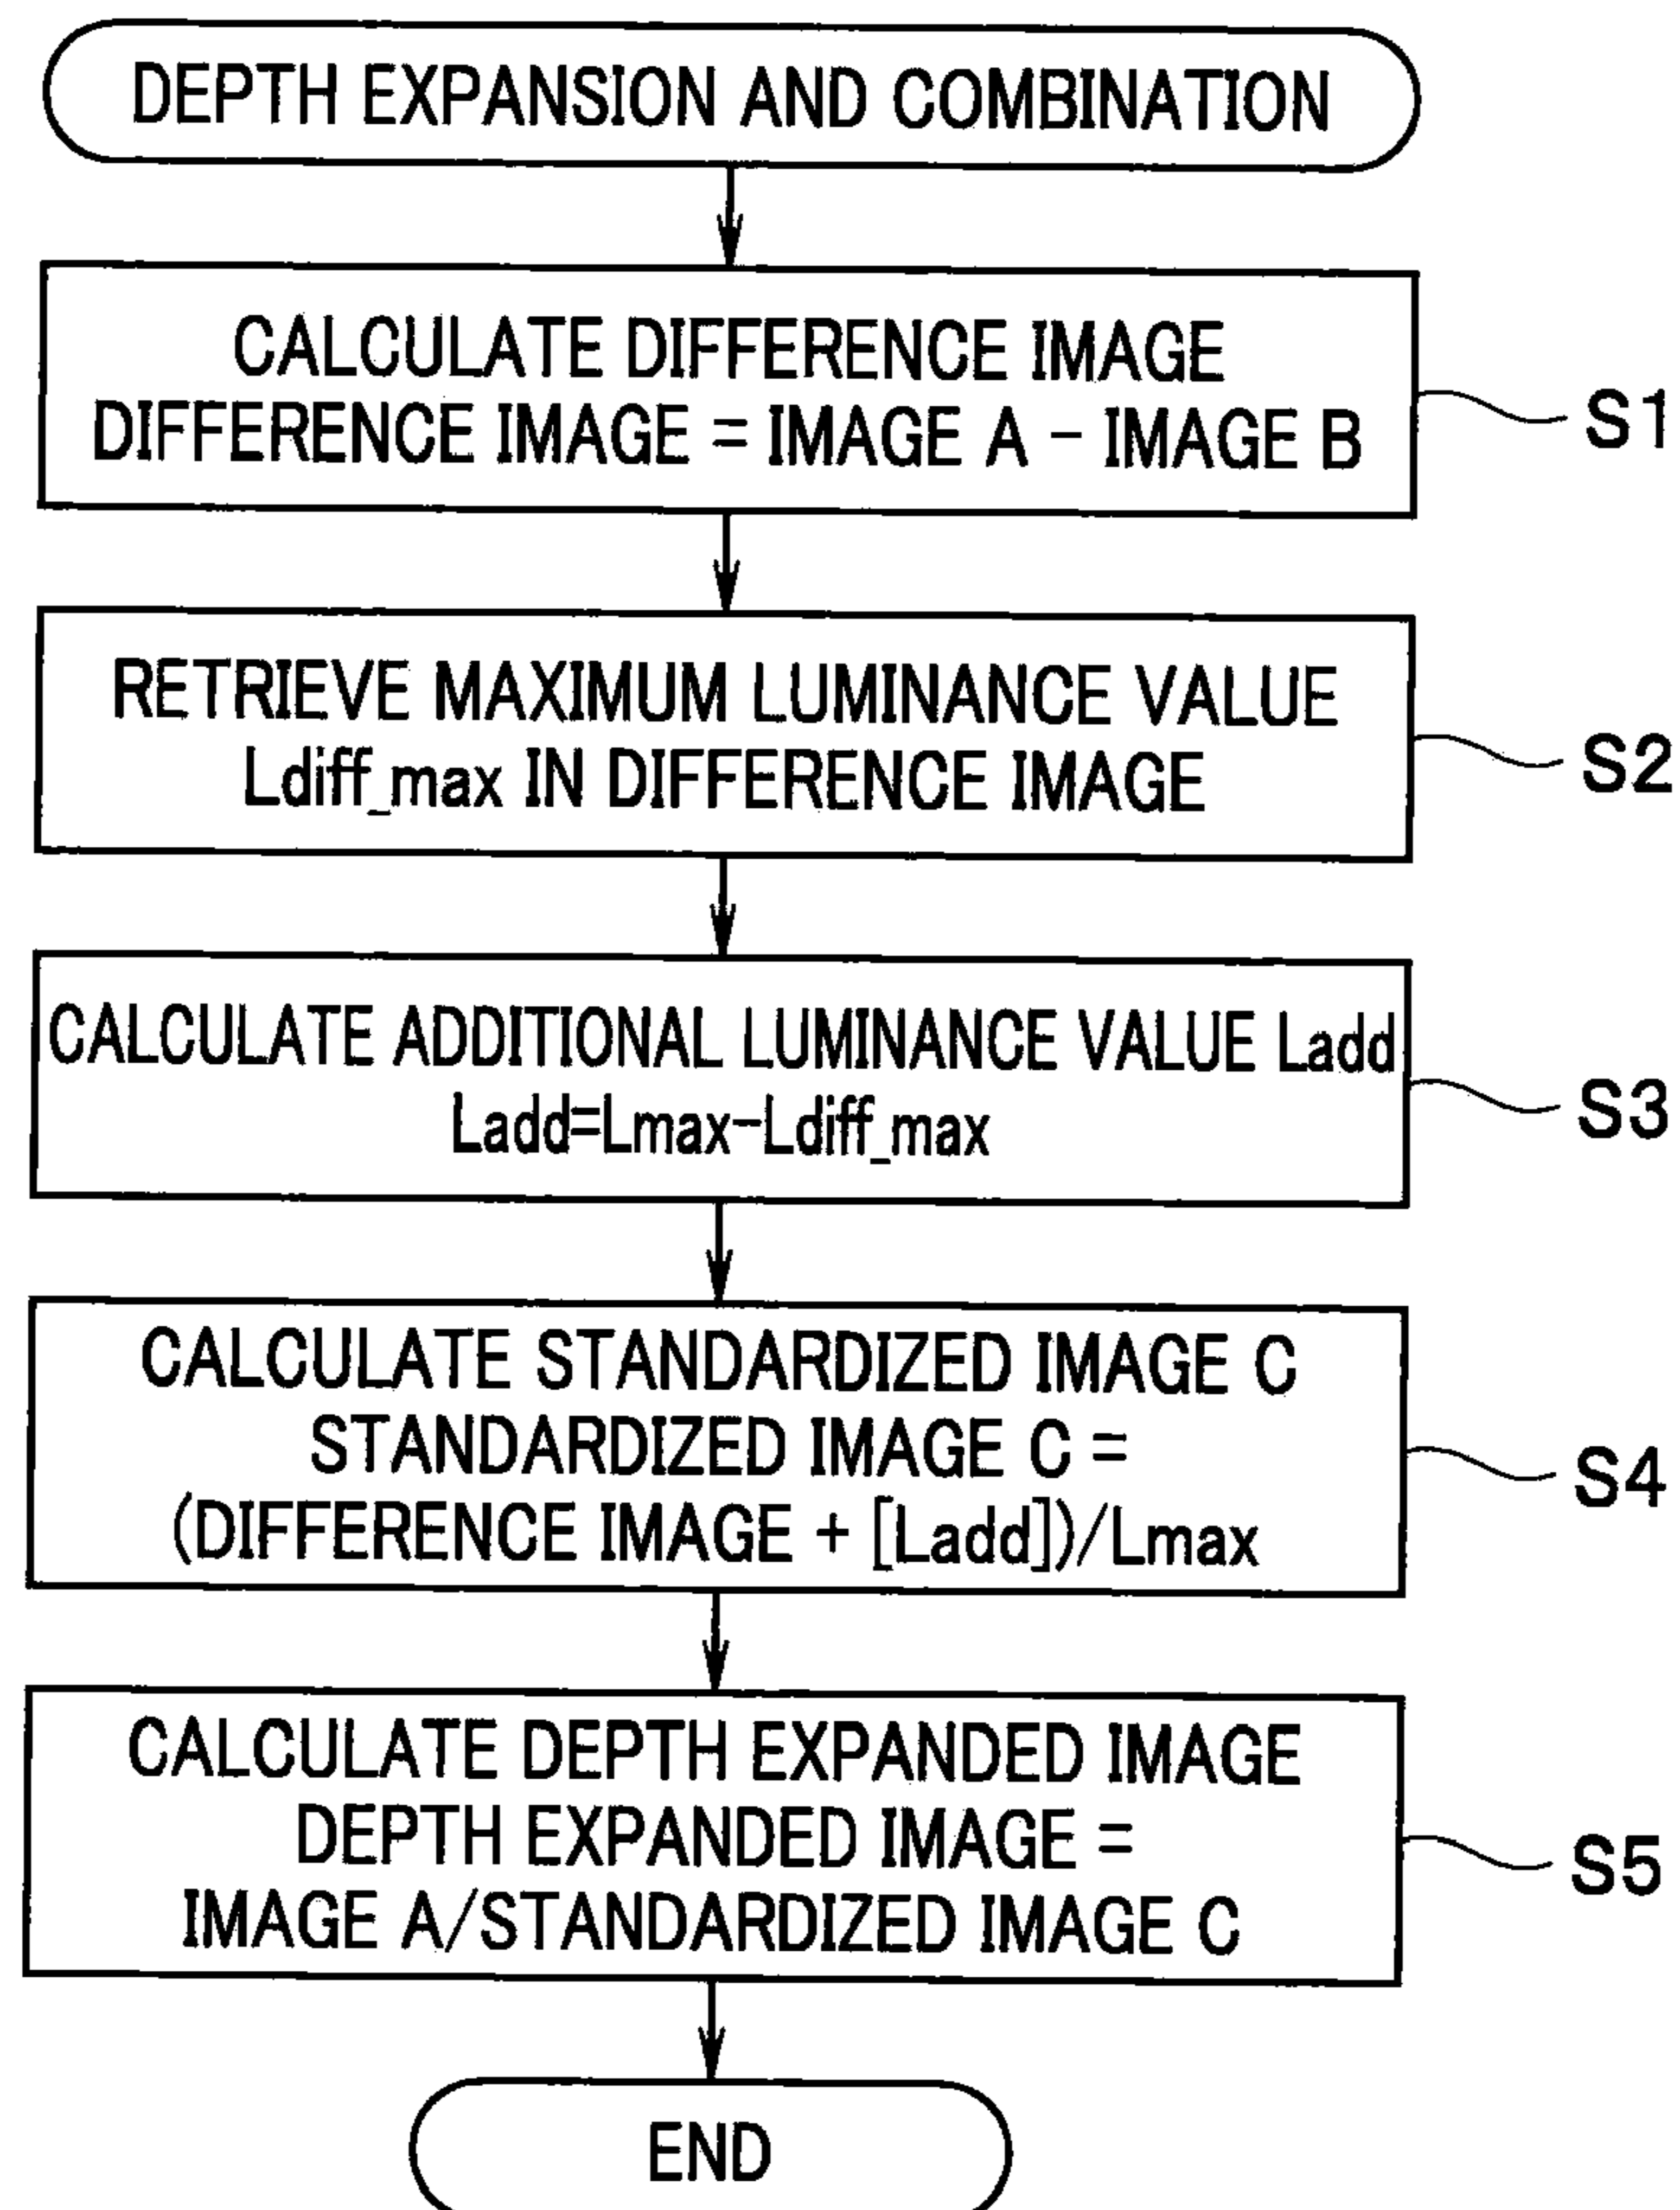 DEPTH EXPANSION AND COMBINATION
CALCULATE DIFFERENCE IMAGE
DIFFERENCE IMAGE = IMAGE A - IMAGE B
S1
RETRIEVE MAXIMUM LUMINANCE VALUE
Ldiff_max IN DIFFERENCE IMAGE
S2
CALCULATE ADDITIONAL LUMINANCE VALUE Ladd
Ladd=Lmax-Ldiff_max
S3
CALCULATE STANDARDIZED IMAGE C
STANDARDIZED IMAGE C =
(DIFFERENCE IMAGE + [Ladd])/Lmax
S4
CALCULATE DEPTH EXPANDED IMAGE
DEPTH EXPANDED IMAGE =
IMAGE A/STANDARDIZED IMAGE C
S5
END